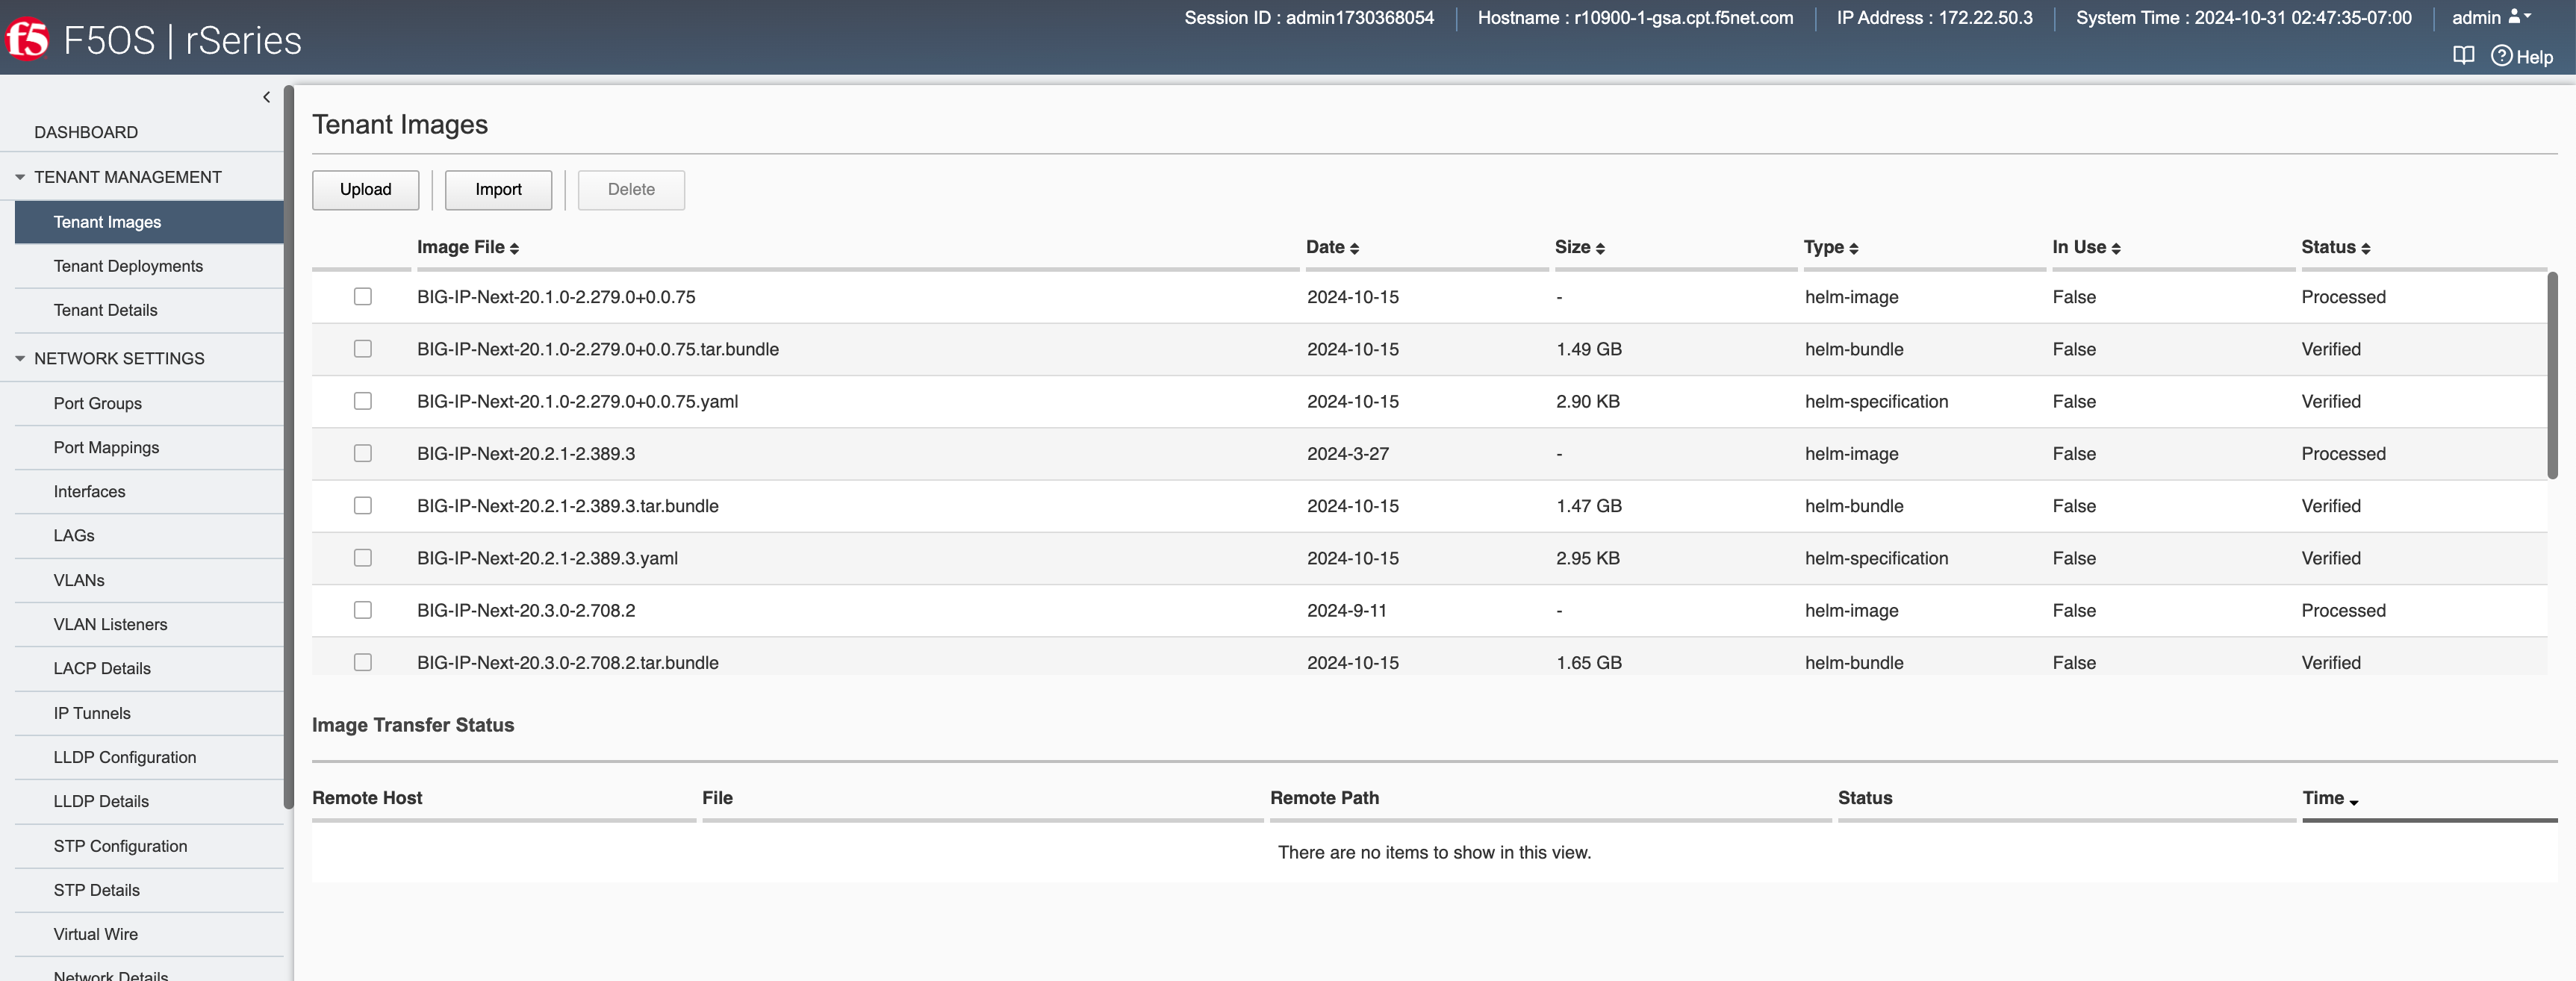 Session ID : admin1730368054 Hostname : r10900-1-gsa.cpt.f5net.com IP Address : 172.22.50.3 System Time : 2024-10-31 02:47:35-07:00 admin
f5 F5OS | rSeries
Help
DASHBOARD
TENANT MANAGEMENT
Tenant Images
Tenant Deployments
Tenant Details
NETWORK SETTINGS
Port Groups
Port Mappings
Interfaces
LAGs
VLANs
VLAN Listeners
LACP Details
IP Tunnels
LLDP Configuration
LLDP Details
STP Configuration
STP Details
Virtual Wire
Network Details
Tenant Images
Upload Import Delete
Image File Date Size Type In Use Status
BIG-IP-Next-20.1.0-2.279.0+0.0.75 2024-10-15 - helm-image False Processed
BIG-IP-Next-20.1.0-2.279.0+0.0.75.tar.bundle 2024-10-15 1.49 GB helm-bundle False Verified
BIG-IP-Next-20.1.0-2.279.0+0.0.75.yaml 2024-10-15 2.90 KB helm-specification False Verified
BIG-IP-Next-20.2.1-2.389.3 2024-3-27 - helm-image False Processed
BIG-IP-Next-20.2.1-2.389.3.tar.bundle 2024-10-15 1.47 GB helm-bundle False Verified
BIG-IP-Next-20.2.1-2.389.3.yaml 2024-10-15 2.95 KB helm-specification False Verified
BIG-IP-Next-20.3.0-2.708.2 2024-9-11 - helm-image False Processed
BIG-IP-Next-20.3.0-2.708.2.tar.bundle 2024-10-15 1.65 GB helm-bundle False Verified
Image Transfer Status
Remote Host File Remote Path Status Time
There are no items to show in this view.